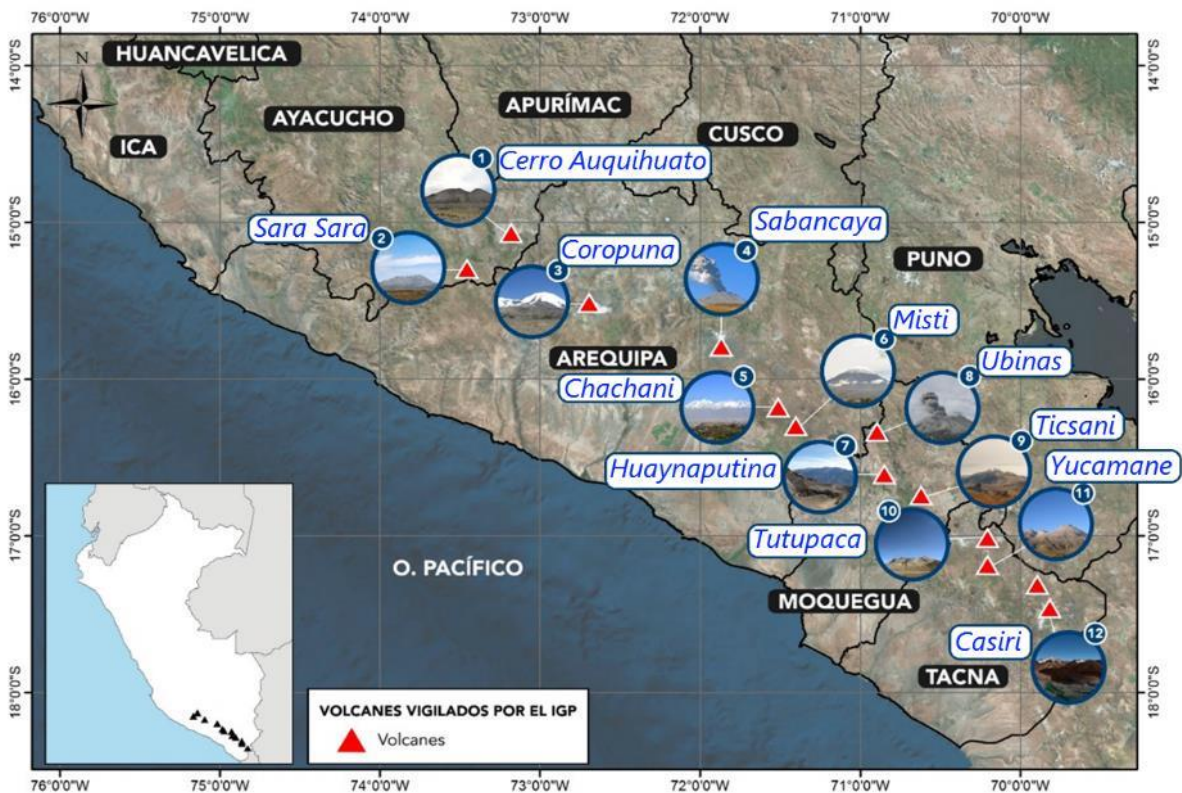 76°0'0"O 75°0'0"O 74°0'0"O 73°0'0"O 72°0'0"O 71°0'0"O 70°0'0"O
14°0'0"S
15°0'0"S
16°0'0"S
17°0'0"S
18°0'0"S
14°0'0"S
15°0'0"S
16°0'0"S
17°0'0"S
18°0'0"S
HUANCAVELICA
N
ICA
AYACUCHO
APURÍMAC
CUSCO
1
Cerro Auquihuato
2
Sara Sara
3
Coropuna
4
Sabancaya
PUNO
AREQUIPA
5
Chachani
6
Misti
8
Ubinas
7
Huaynaputina
9
Ticsani
11
Yucamane
10
Tutupaca
O. PACÍFICO
MOQUEGUA
12
Casiri
TACNA
VOLCANES VIGILADOS POR EL IGP
Volcanes
76°0'0"O 75°0'0"O 74°0'0"O 73°0'0"O 72°0'0"O 71°0'0"O 70°0'0"O